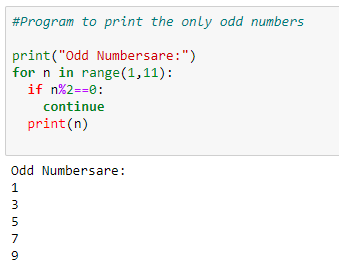 #Program to print the only odd numbers
print("Odd Numbersare:")
for n in range(1,11):
  if n%2==0:
    continue
  print(n)
Odd Numbersare:
1
3
5
7
9